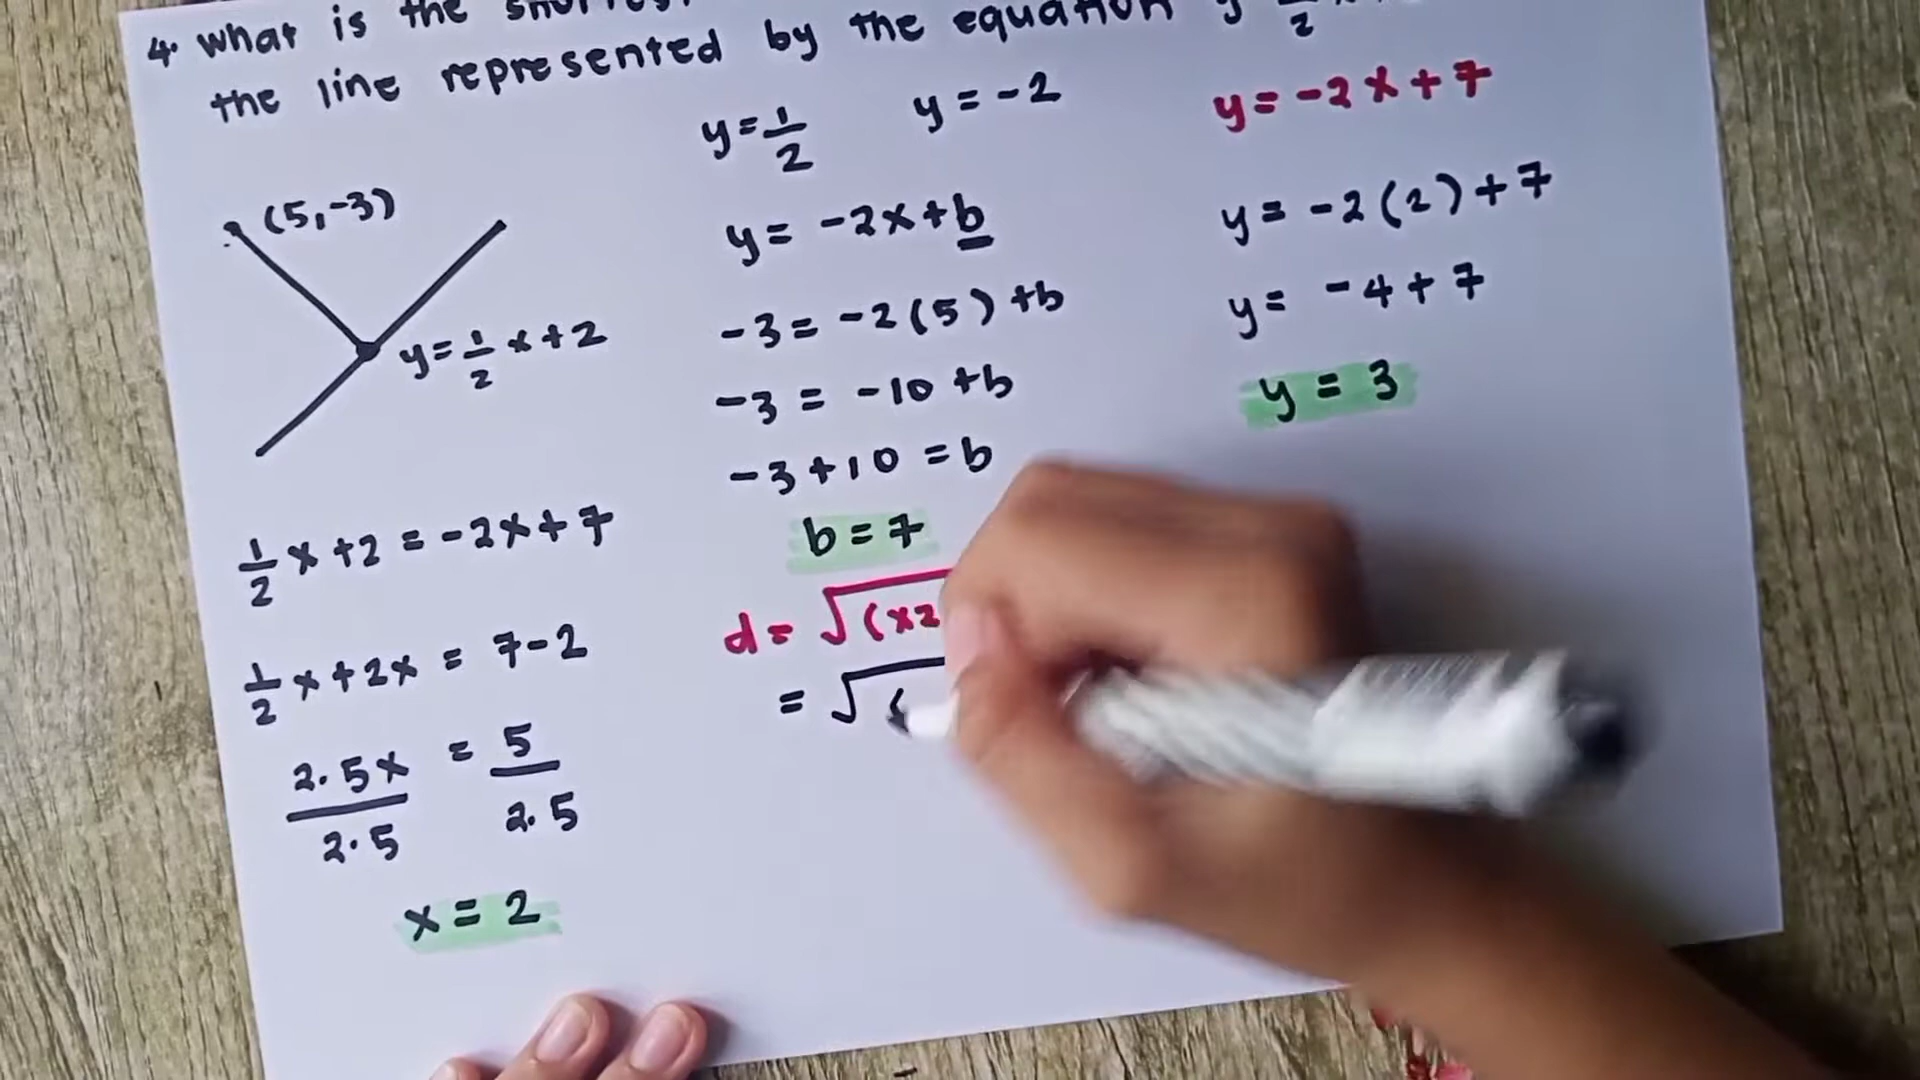 4. What is the
the line represented by the equation y
(5,-3)
y = 1/2 x + 2
1/2 x + 2 = -2x + 7
1/2 x + 2x = 7 - 2
2.5x / 2.5 = 5 / 2.5
x = 2
y = 1/2 y = -2
y = -2x + b
-3 = -2(5) + b
-3 = -10 + b
-3 + 10 = b
b = 7
d = √(x2
= √(
y = -2x + 7
y = -2(2) + 7
y = -4 + 7
y = 3